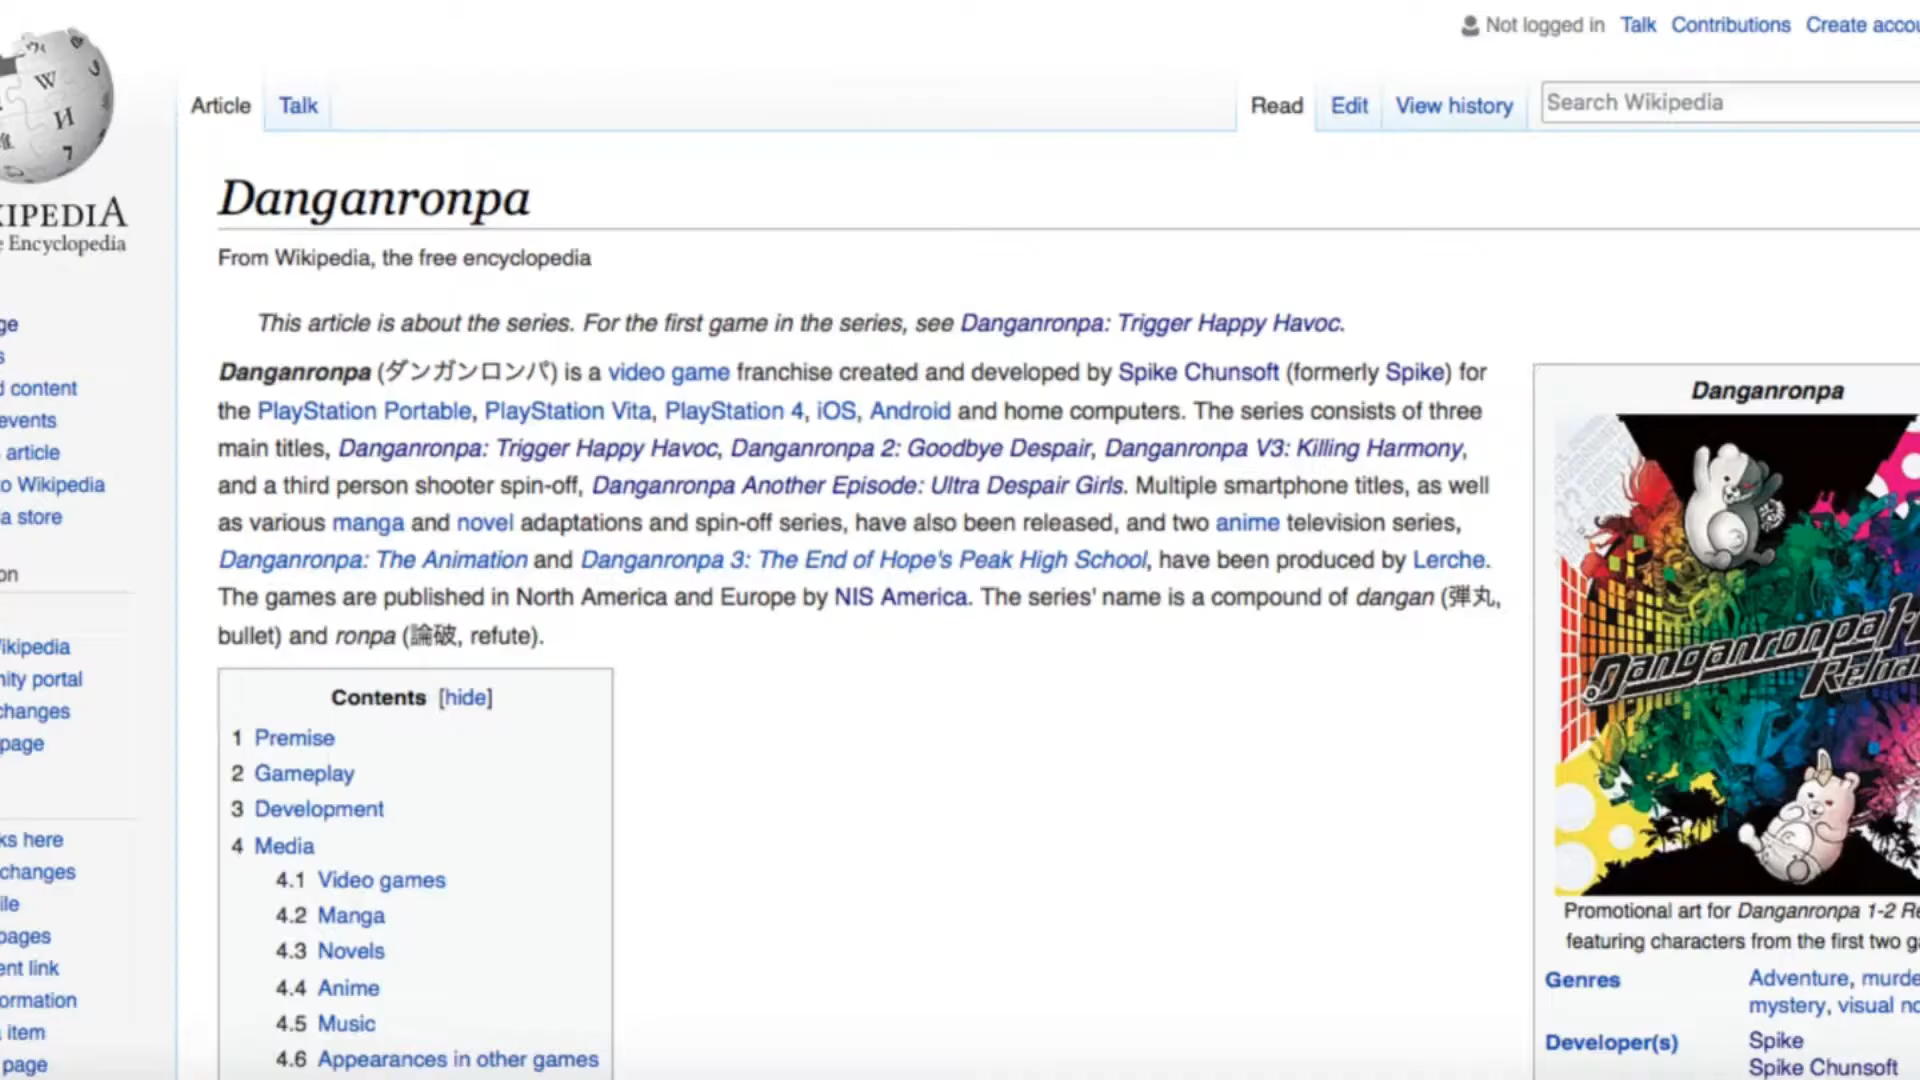 Not logged in Talk Contributions Create
Article Talk Read Edit View history Search Wikipedia
Encyclopedia
Danganronpa
From Wikipedia, the free encyclopedia
This article is about the series. For the first game in the series, see Danganronpa: Trigger Happy Havoc.
Danganronpa (ダンガンロンパ) is a video game franchise created and developed by Spike Chunsoft (formerly Spike) for
the PlayStation Portable, PlayStation Vita, PlayStation 4, iOS, Android and home computers. The series consists of three
main titles, Danganronpa: Trigger Happy Havoc, Danganronpa 2: Goodbye Despair, Danganronpa V3: Killing Harmony,
and a third person shooter spin-off, Danganronpa Another Episode: Ultra Despair Girls. Multiple smartphone titles, as well
as various manga and novel adaptations and spin-off series, have also been released, and two anime television series,
Danganronpa: The Animation and Danganronpa 3: The End of Hope's Peak High School, have been produced by Lerche.
The games are published in North America and Europe by NIS America. The series' name is a compound of dangan (弾丸,
bullet) and ronpa (論破, refute).
Contents [hide]
1 Premise
2 Gameplay
3 Development
4 Media
4.1 Video games
4.2 Manga
4.3 Novels
4.4 Anime
4.5 Music
4.6 Appearances in other games
content
events
article
Wikipedia
a store
portal
changes
page
here
changes
pages
link
item
page
Danganronpa
Danganronpa 1
Promotional art for Danganronpa 1-2
featuring characters from the first two
Genres Adventure,
mystery, visual
Developer(s) Spike
Spike Chunsoft